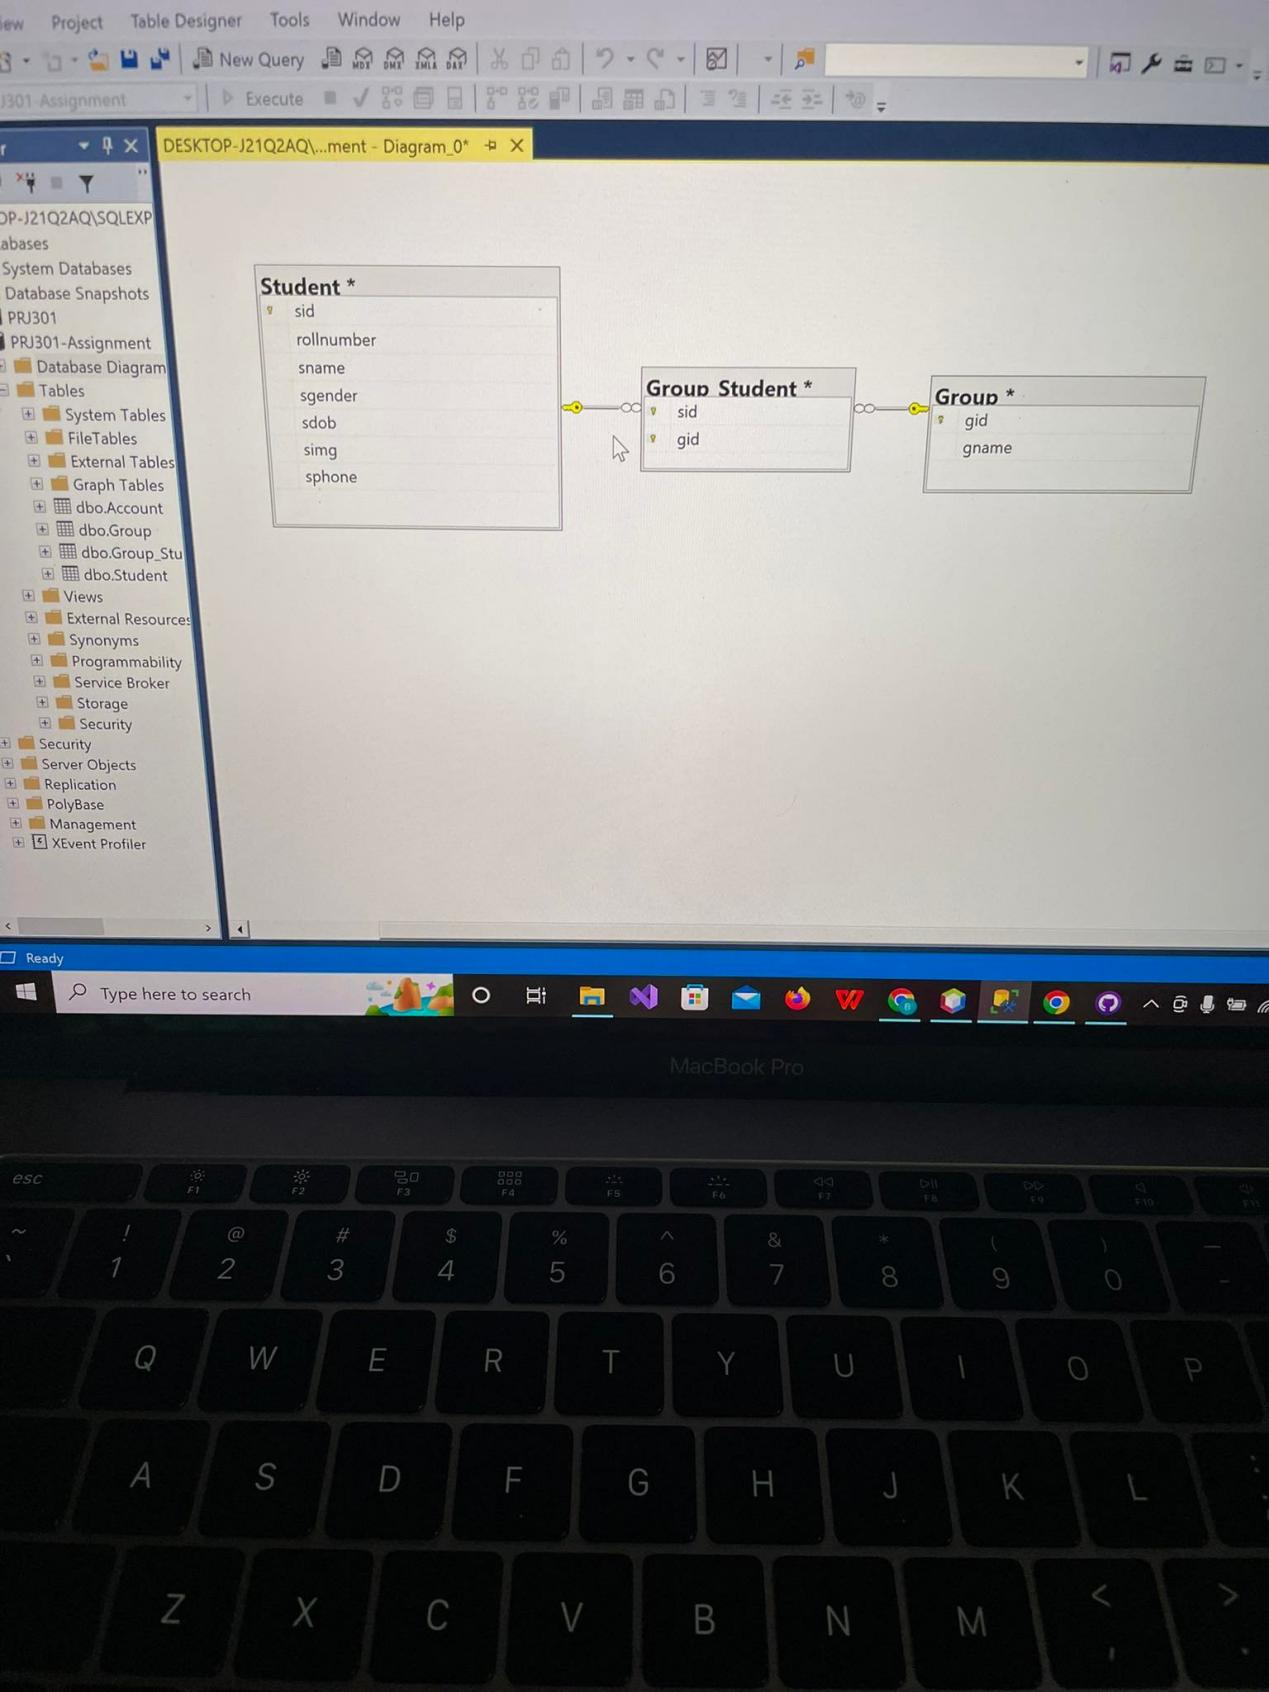 Project Table Designer Tools Window Help
New Query MDX DMX XMLA DAX
J301-Assignment Execute
DESKTOP-J21Q2AQ\...ment - Diagram_0*
OP-J21Q2AQ\SQLEXP
abases
System Databases
Database Snapshots
PRJ301
PRJ301-Assignment
Database Diagram
Tables
System Tables
FileTables
External Tables
Graph Tables
dbo.Account
dbo.Group
dbo.Group_Stu
dbo.Student
Views
External Resources
Synonyms
Programmability
Service Broker
Storage
Security
Security
Server Objects
Replication
PolyBase
Management
XEvent Profiler
Student *
sid
rollnumber
sname
sgender
sdob
simg
sphone
Group_Student *
sid
gid
Group *
gid
gname
Ready
Type here to search
MacBook Pro
esc F1 F2 F3 F4 F5 F6 F7 F8 F9 F10
~ ! @ # $ % ^ & * ( ) —
` 1 2 3 4 5 6 7 8 9 0 -
Q W E R T Y U I O P
A S D F G H J K L
Z X C V B N M < >
,